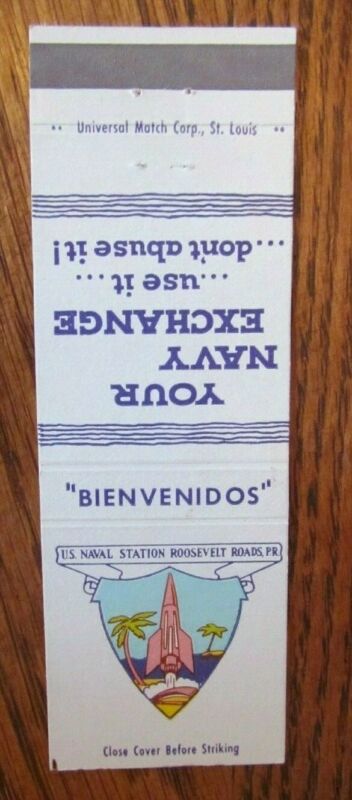 •• Universal Match Corp., St. Louis ••
YOUR
NAVY
EXCHANGE
...use it...
...don't abuse it!
"BIENVENIDOS"
U.S. NAVAL STATION ROOSEVELT ROADS, P.R.
Close Cover Before Striking